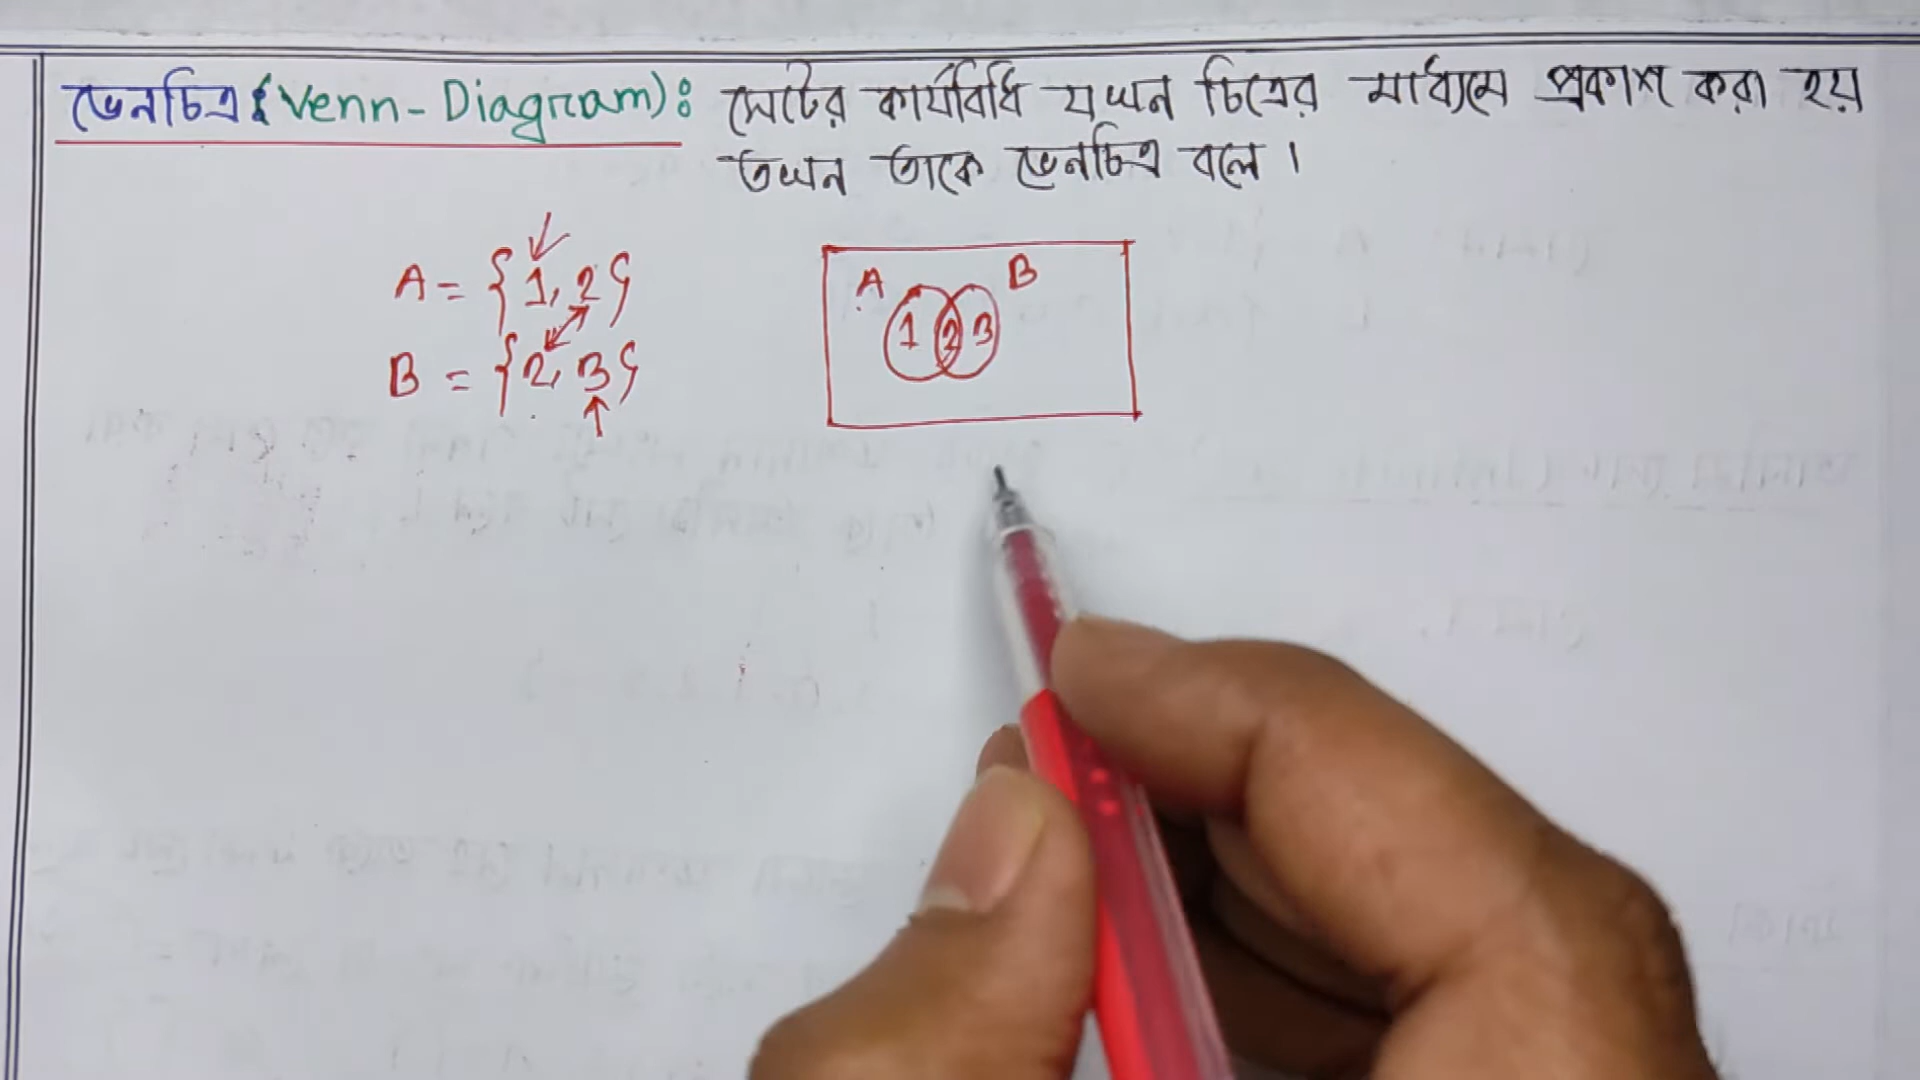 ভেনচিত্র (Venn-Diagram): সেটের কার্যবিধি যখন চিত্রের মাধ্যমে প্রকাশ করা হয়
তখন তাকে ভেনচিত্র বলে।
A = {1, 2}
B = {2, 3}
A B
1 2 3